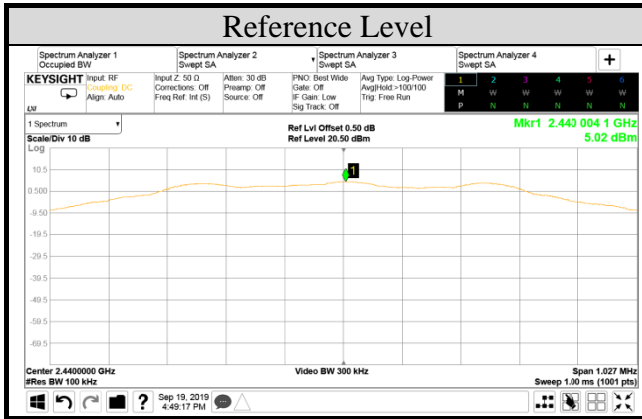 Reference Level
Spectrum Analyzer 1
Occupied BW
Spectrum Analyzer 2
Swept SA
Spectrum Analyzer 3
Swept SA
Spectrum Analyzer 4
Swept SA
+
KEYSIGHT
LXI
Input: RF
Coupling: DC
Align: Auto
Input Z: 50 Ω
Corrections: Off
Freq Ref: Int (S)
Atten: 30 dB
Preamp: Off
Source: Off
PNO: Best Wide
Gate: Off
IF Gain: Low
Sig Track: Off
Avg Type: Log-Power
Avg|Hold:>100/100
Trig: Free Run
1 2 3 4 5 6
M W W W W W
P N N N N N
1 Spectrum
Scale/Div 10 dB
Ref Lvl Offset 0.50 dB
Ref Level 20.50 dBm
Mkr1 2.440 004 1 GHz
5.02 dBm
Log
1
10.5
0.500
-9.50
-19.5
-29.5
-39.5
-49.5
-59.5
-69.5
Center 2.4400000 GHz
#Res BW 100 kHz
Video BW 300 kHz
Span 1.027 MHz
Sweep 1.00 ms (1001 pts)
?
Sep 19, 2019
4:49:17 PM